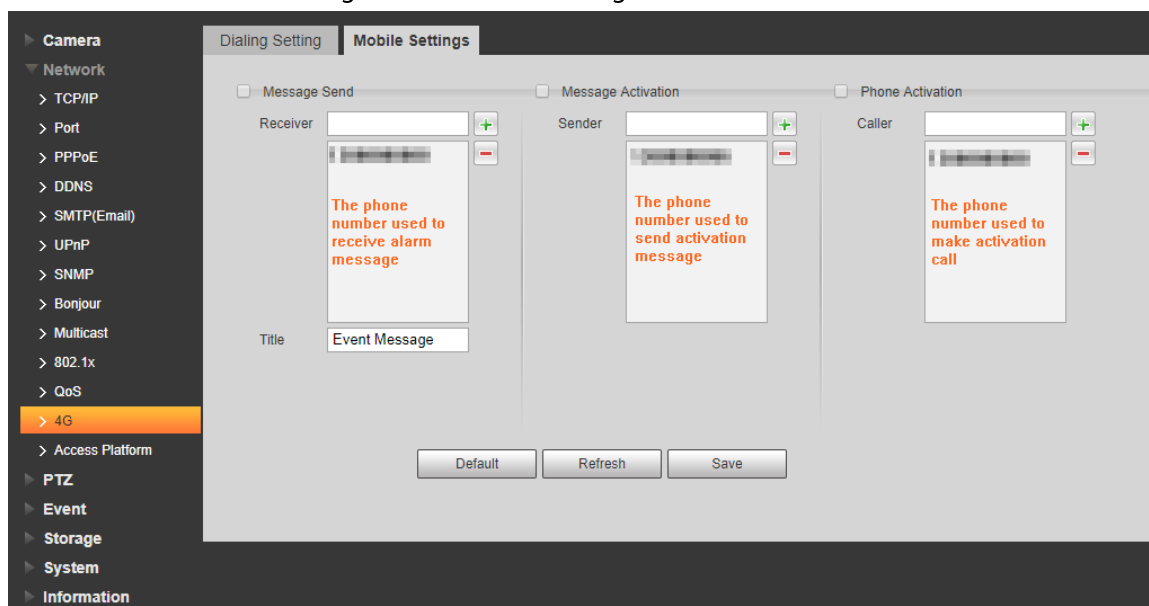 Camera
Network
TCP/IP
Port
PPPoE
DDNS
SMTP(Email)
UPnP
SNMP
Bonjour
Multicast
802.1x
QoS
4G
Access Platform
PTZ
Event
Storage
System
Information
Dialing Setting
Mobile Settings
Message Send
Receiver
The phone
number used to
receive alarm
message
Title
Event Message
Message Activation
Sender
The phone
number used to
send activation
message
Phone Activation
Caller
The phone
number used to
make activation
call
Default
Refresh
Save